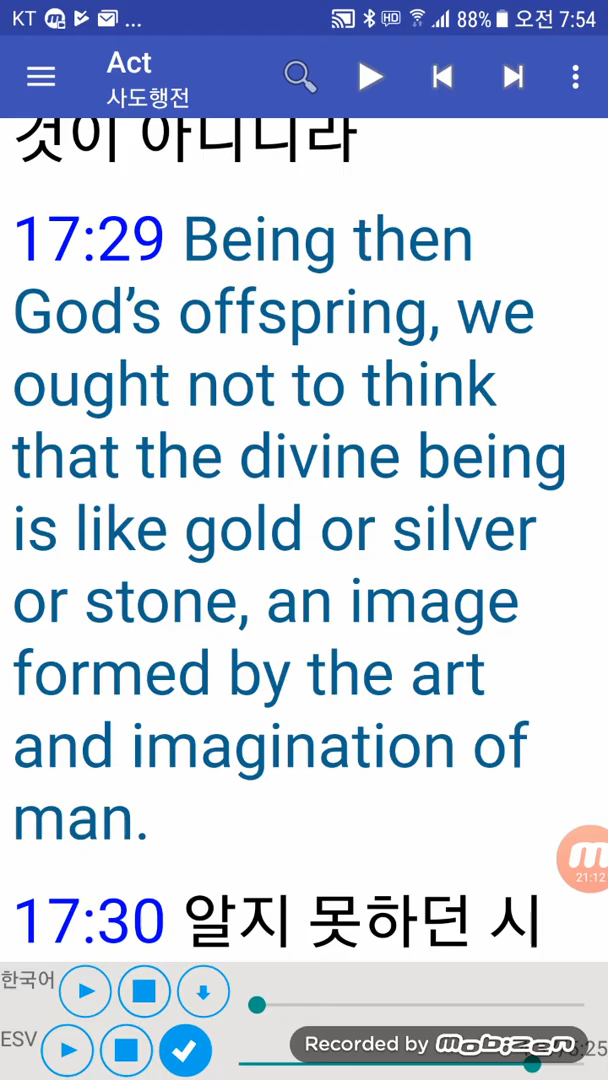 KT ... HD 88% 오전 7:54
Act
사도행전
것이 아니니라
17:29 Being then
God’s offspring, we
ought not to think
that the divine being
is like gold or silver
or stone, an image
formed by the art
and imagination of
man.
21:12
17:30 알지 못하던 시
한국어
ESV
Recorded by mobizen
5:25